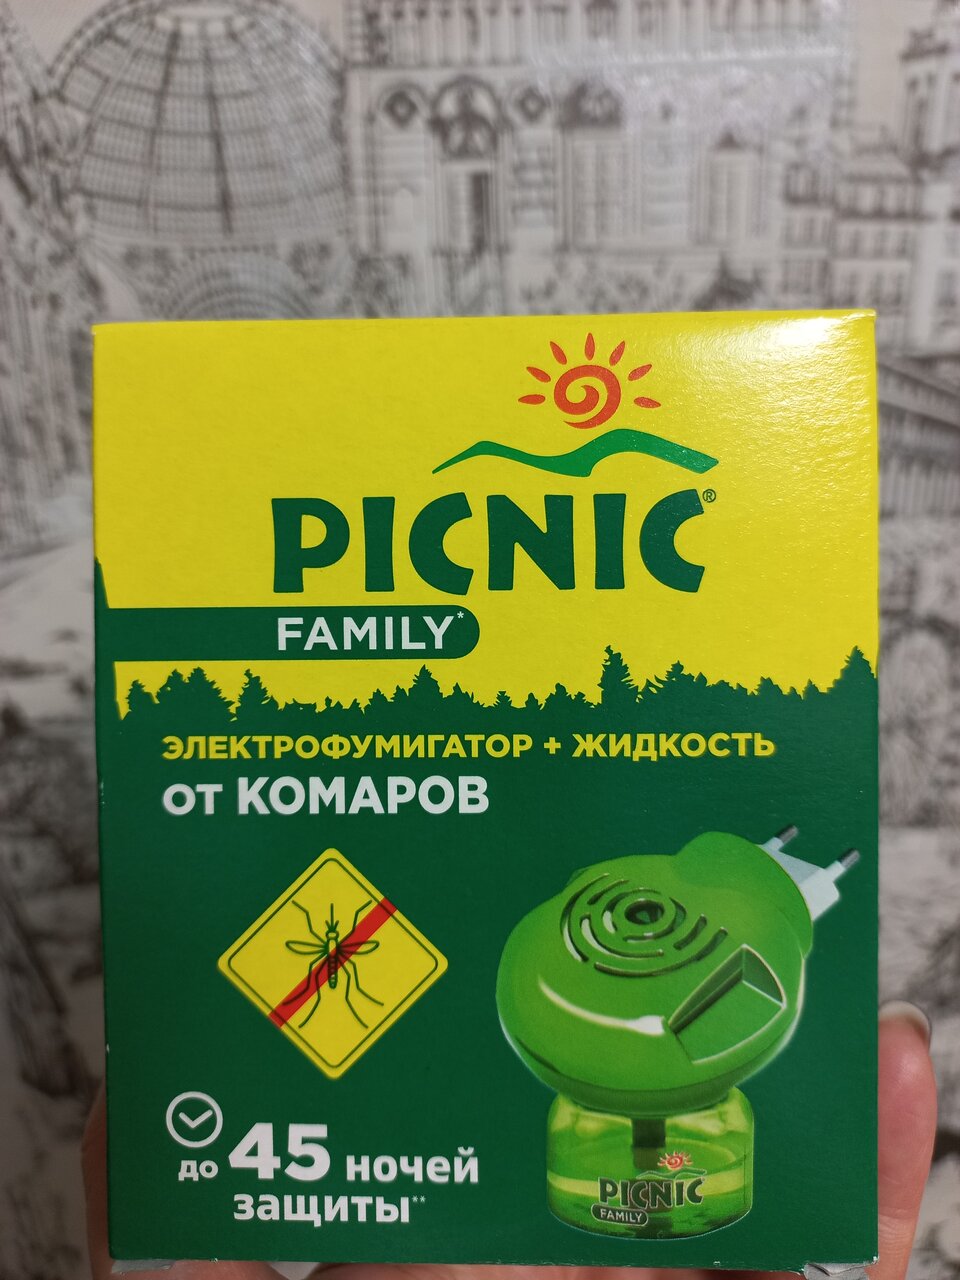 PICNIC®
FAMILY*
ЭЛЕКТРОФУМИГАТОР + ЖИДКОСТЬ
от КОМАРОВ
до 45 ночей
защиты**
PICNIC
FAMILY